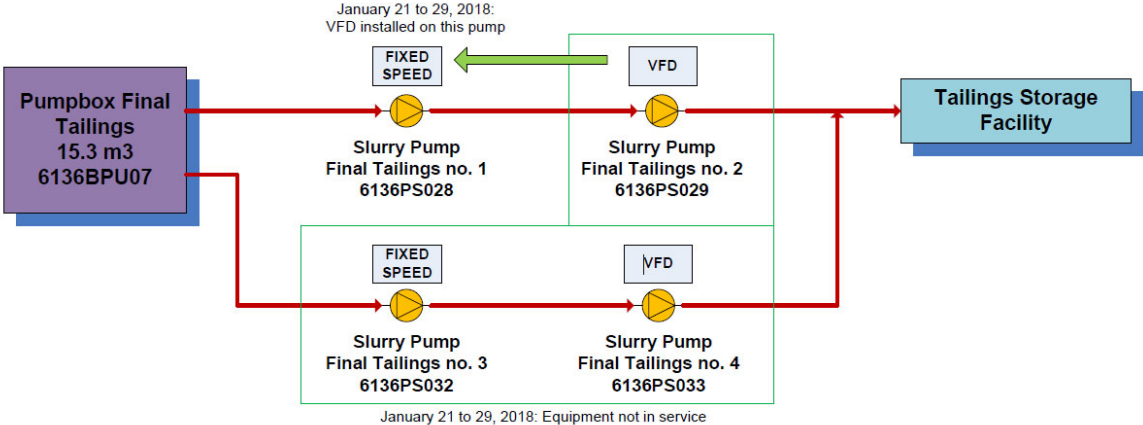 January 21 to 29, 2018:
VFD installed on this pump
FIXED
SPEED
VFD
Pumpbox Final
Tailings
15.3 m3
6136BPU07
Tailings Storage
Facility
Slurry Pump
Final Tailings no. 1
6136PS028
Slurry Pump
Final Tailings no. 2
6136PS029
FIXED
SPEED
VFD
Slurry Pump
Final Tailings no. 3
6136PS032
Slurry Pump
Final Tailings no. 4
6136PS033
January 21 to 29, 2018: Equipment not in service